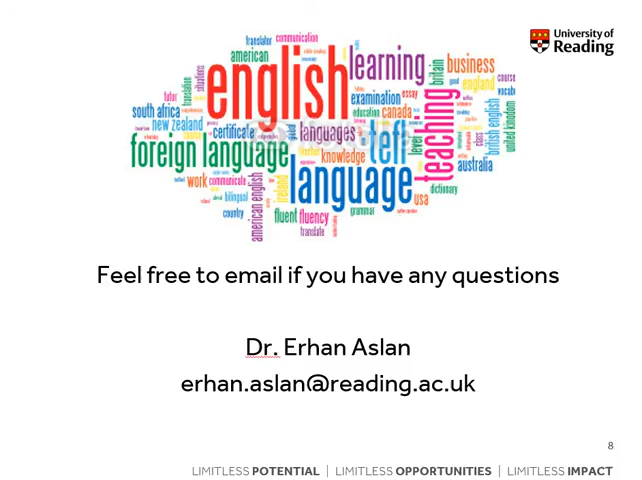 University of
Reading
translator
communication
american
english
learning
britain
business
translation
situations
england
course
vocabulary
tutor
examination
essay
south africa
education
canada
new zealand
certificate
languages
tefl
level
teaching
class
british english
united kingdom
foreign language
knowledge
australia
work
communicate
american english
ireland
language
dictionary
bilingual
usa
country
fluent
fluency
grammar
translate
Feel free to email if you have any questions
Dr. Erhan Aslan
erhan.aslan@reading.ac.uk
8
LIMITLESS POTENTIAL | LIMITLESS OPPORTUNITIES | LIMITLESS IMPACT